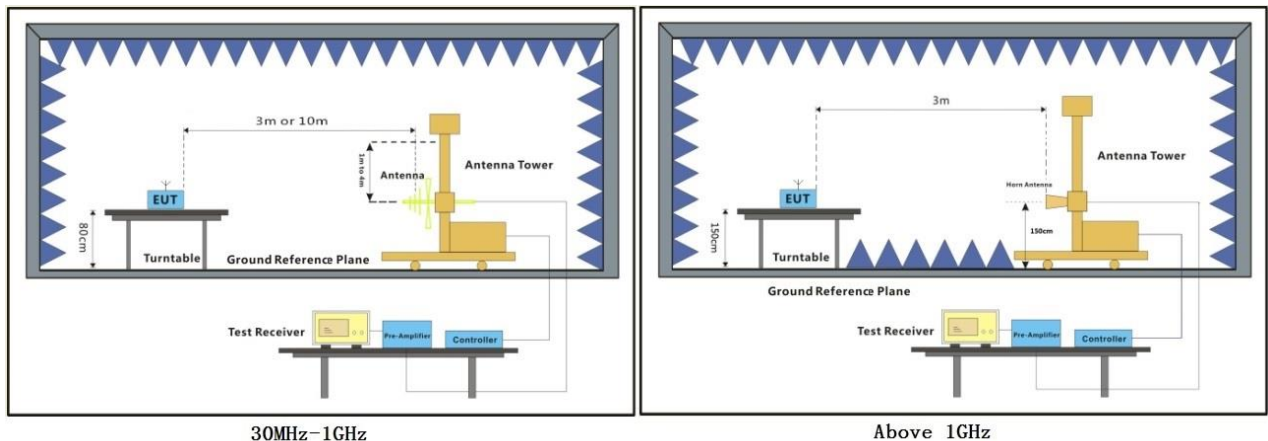 3m or 10m
1m to 4m
Antenna
Antenna Tower
EUT
80cm
Turntable
Ground Reference Plane
Test Receiver
Pre-Amplifier
Controller
30MHz-1GHz
3m
Antenna Tower
Horn Antenna
EUT
150cm
150cm
Turntable
Ground Reference Plane
Test Receiver
Pre-Amplifier
Controller
Above 1GHz